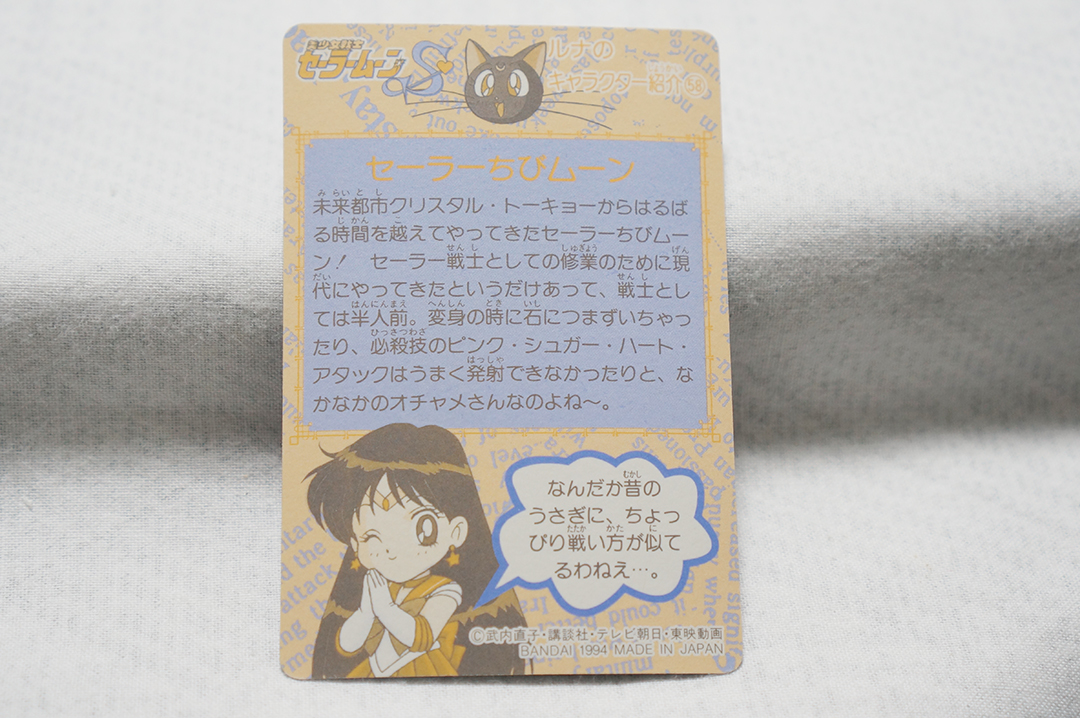 美少女戦士
セーラームーンS
ルナの
キャラクター紹介58
セーラーちびムーン
未来都市クリスタル・トーキョーからはるば
る時間を越えてやってきたセーラーちびムー
ン! セーラー戦士としての修業のために現
代にやってきたというだけあって、戦士とし
ては半人前。変身の時に石につまずいちゃっ
たり、必殺技のピンク・シュガー・ハート・
アタックはうまく発射できなかったりと、な
かなかのオチャメさんなのよね〜。
なんだか昔の
うさぎに、ちょっ
ぴり戦い方が似て
るわねえ…。
©武内直子・講談社・テレビ朝日・東映動画
BANDAI 1994 MADE IN JAPAN